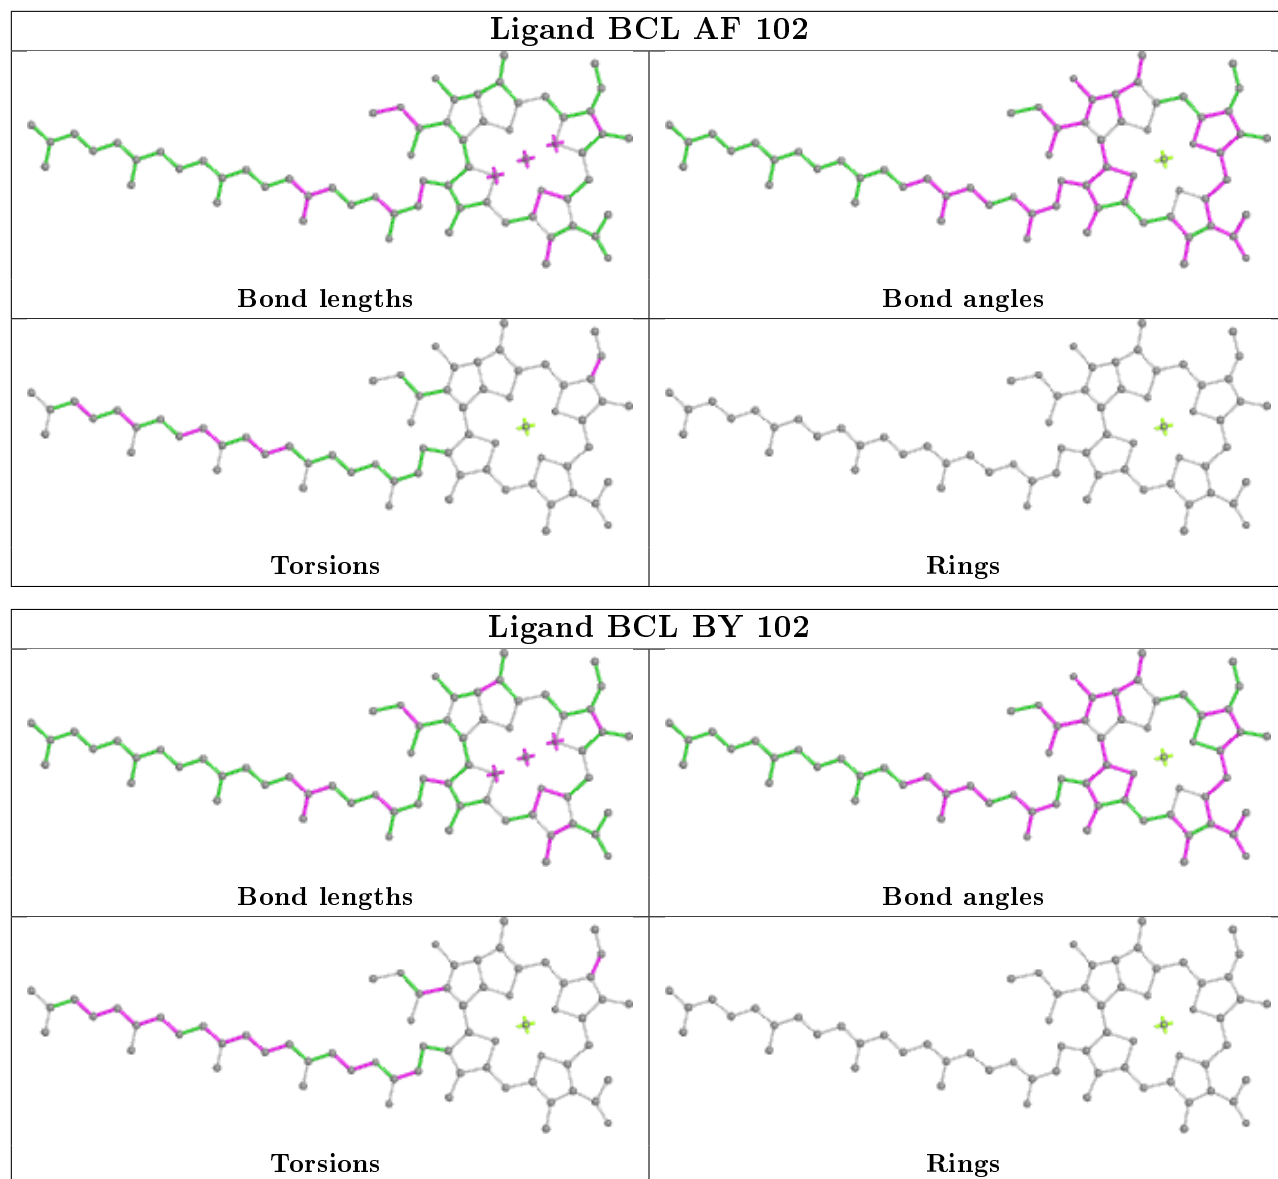 Ligand BCL AF 102
Bond lengths
Bond angles
Torsions
Rings
Ligand BCL BY 102
Bond lengths
Bond angles
Torsions
Rings